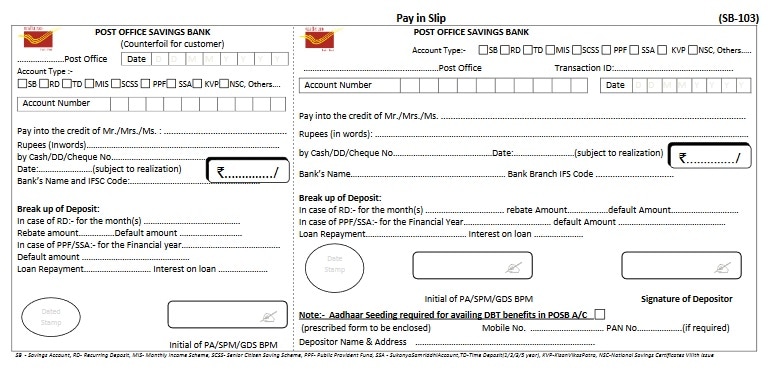 Pay in Slip (SB-103)
POST OFFICE SAVINGS BANK
(Counterfoil for customer)
.....................Post Office Date D D M M Y Y Y Y
Account Type :-
SB RD TD MIS SCSS PPF SSA KVP NSC, Others....
Account Number
Pay into the credit of Mr./Mrs./Ms. :
Rupees (Inwords)
by Cash/DD/Cheque No
Date:....................(subject to realization) ₹............./
Bank's Name and IFSC Code:
Break up of Deposit:
In case of RD:- for the month(s)
Rebate amount..............Default amount
In case of PPF/SSA:- for the Financial year
Default amount
Loan Repayment.................... Interest on loan
Dated
Stamp
Initial of PA/SPM/GDS BPM
POST OFFICE SAVINGS BANK
Account Type:- SB RD TD MIS SCSS PPF SSA KVP NSC, Others.....
Post Office Transaction ID:
Account Number Date D D M M Y Y Y Y
Pay into the credit of Mr./Mrs./Ms.
Rupees (in words):
by Cash/DD/Cheque No.......................Date:....................(subject to realization) ₹............./
Bank's Name........................ Bank Branch IFS Code
Break up of Deposit:
In case of RD:- for the month(s) ........................ rebate Amount............default Amount
In case of PPF/SSA:- for the Financial Year........................ default Amount
Loan Repayment.................... Interest on loan
Date
Stamp
Initial of PA/SPM/GDS BPM Signature of Depositor
Note:- Aadhaar Seeding required for availing DBT benefits in POSB A/C
(prescribed form to be enclosed) Mobile No. ........................ PAN No...............(if required)
Depositor Name & Address
SB - Savings Account, RD- Recurring Deposit, MIS- Monthly Income Scheme, SCSS- Senior Citizen Saving Scheme, PPF- Public Provident Fund, SSA - SukanyaSamriddhiAccount,TD-Time Deposit(1/2/3/5 year), KVP-KisanVikasPatra, NSC-National Savings Certificates VIIIth Issue